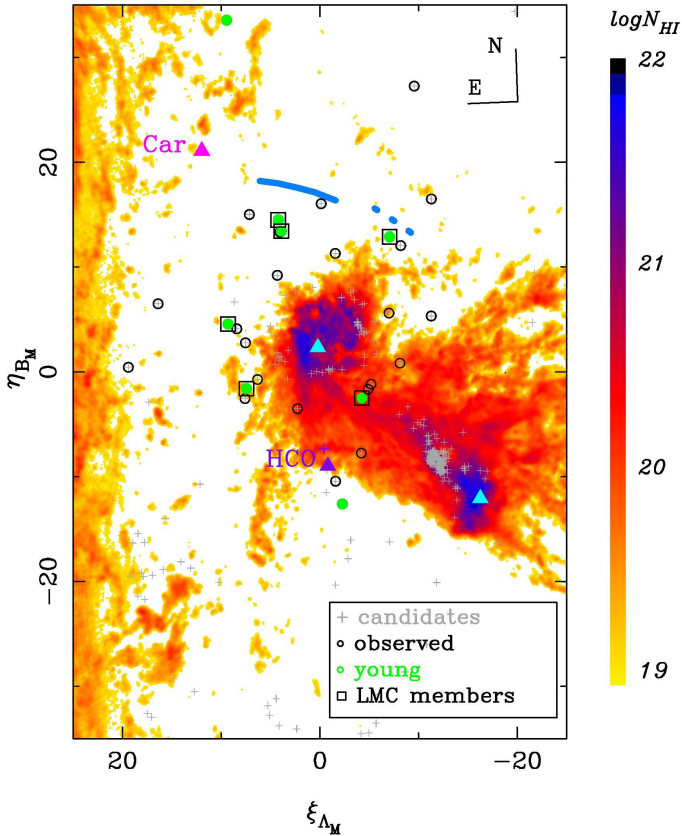 logN_HI
22
21
20
19
N
E
Car
HCO
20
0
−20
η_B_M
+ candidates
observed
young
LMC members
20
0
−20
ξ_Λ_M